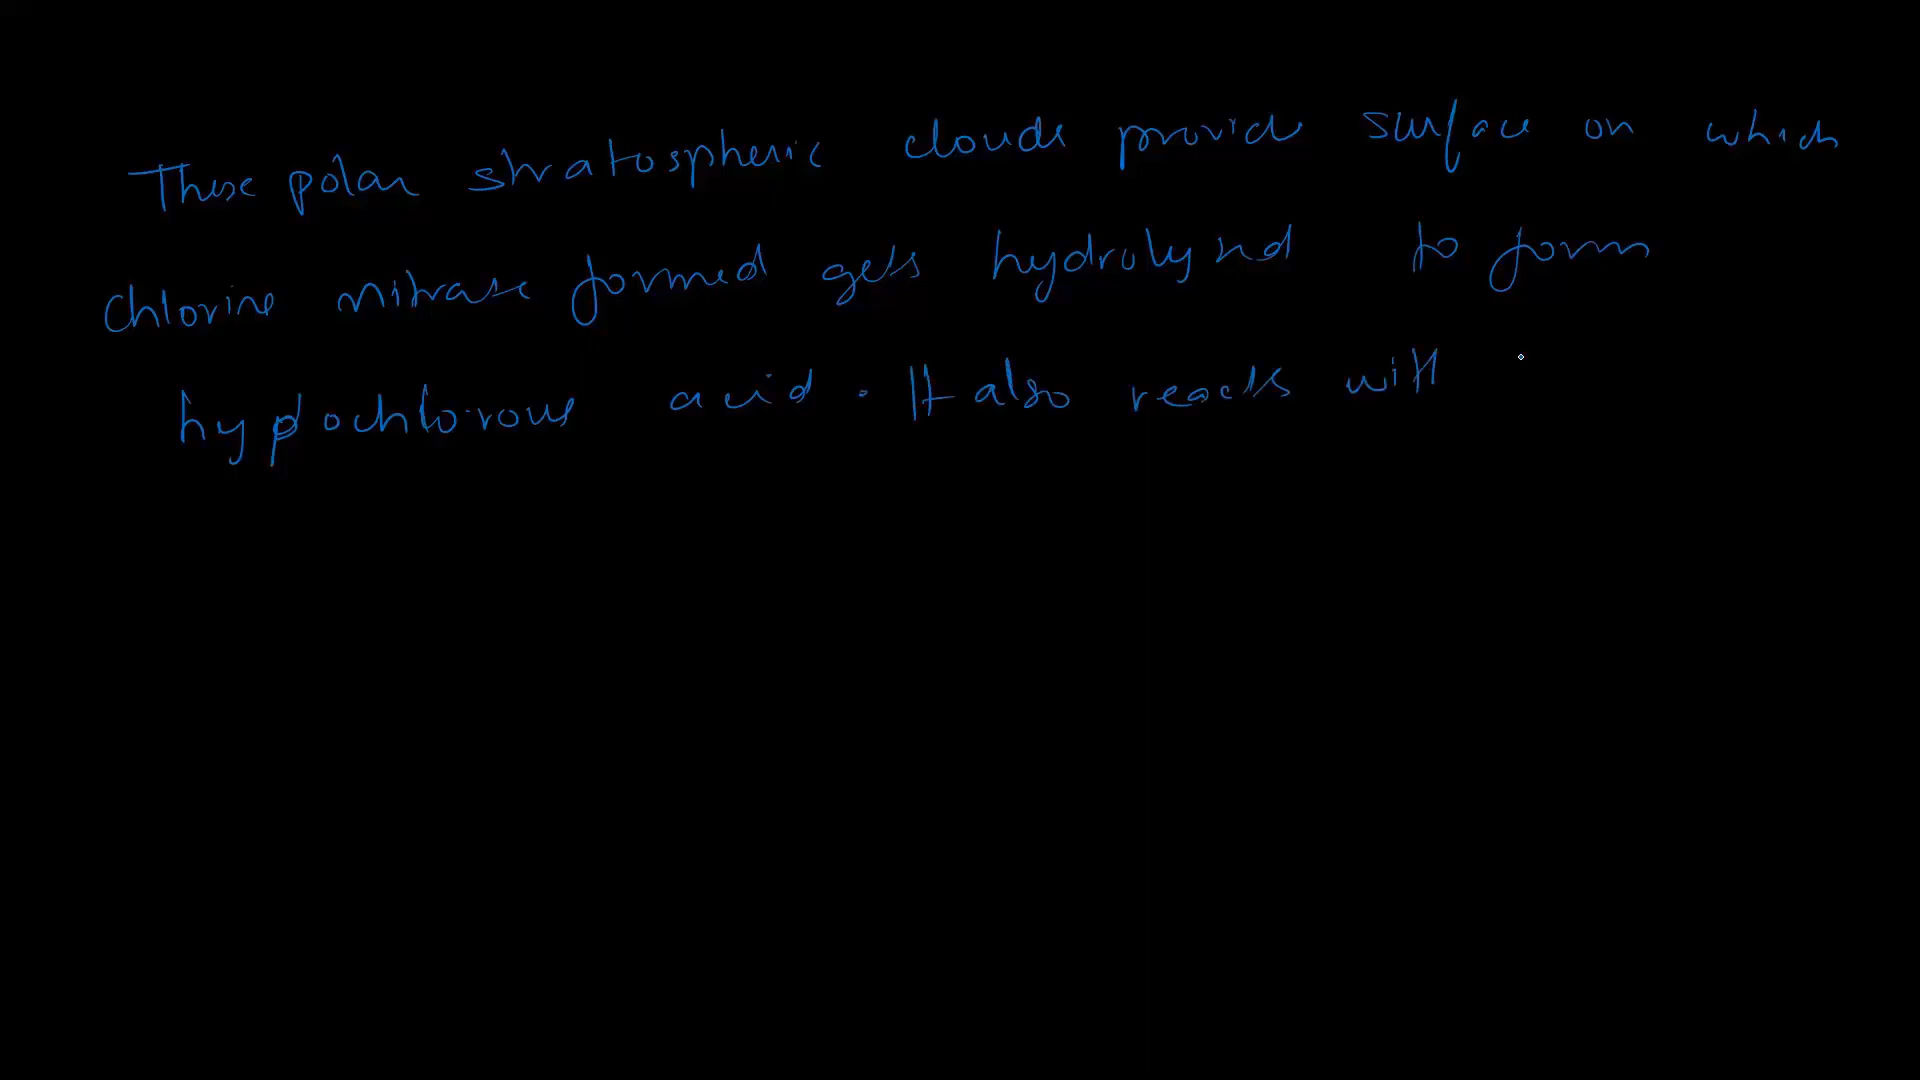 These polar stratospheric clouds provide surface on which
Chlorine nitrate formed gets hydrolyzed to form
hypochlorous acid. It also reacts with